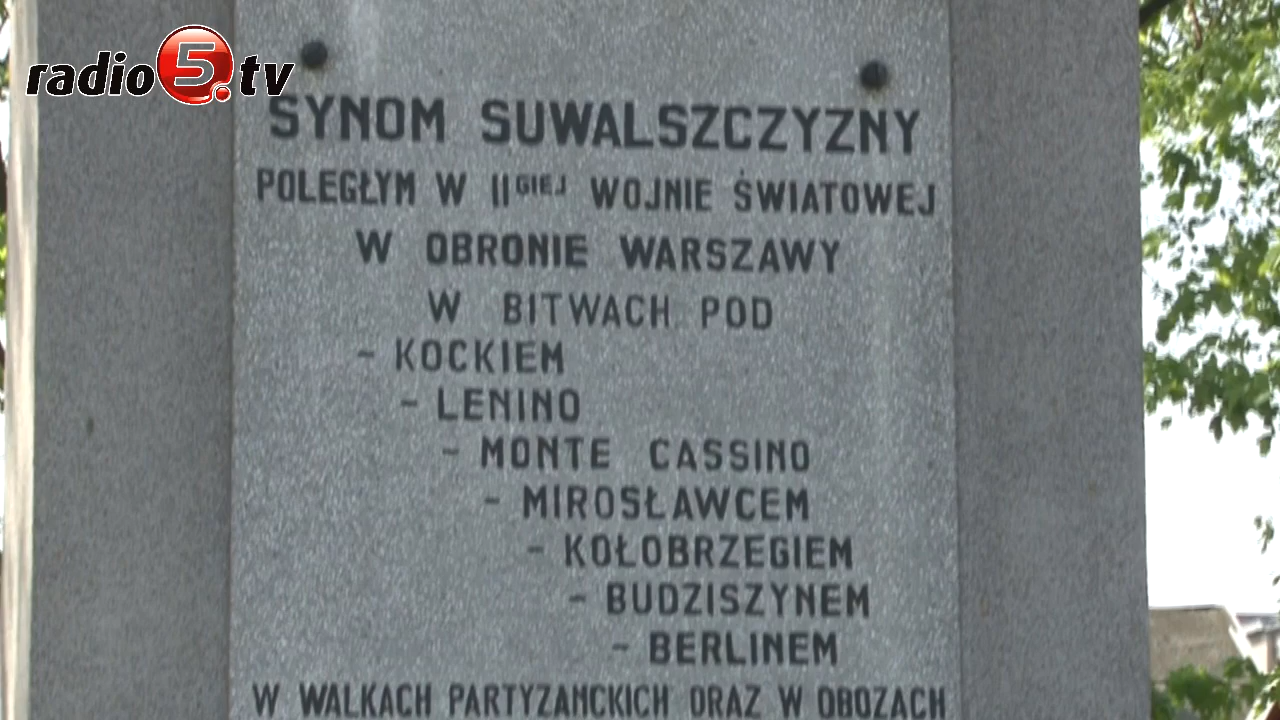 radio5.tv
SYNOM SUWALSZCZYZNY
POLEGŁYM W IIGIEJ WOJNIE ŚWIATOWEJ
W OBRONIE WARSZAWY
W BITWACH POD
- KOCKIEM
- LENINO
- MONTE CASSINO
- MIROSŁAWCEM
- KOŁOBRZEGIEM
- BUDZISZYNEM
- BERLINEM
W WALKACH PARTYZANCKICH ORAZ W OBOZACH